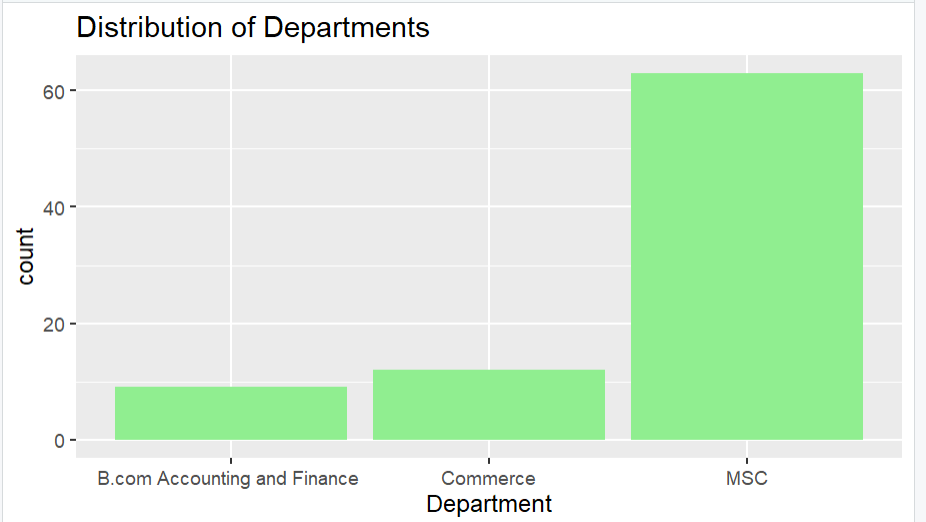 Distribution of Departments
60
40
20
0
count
B.com Accounting and Finance
Commerce
MSC
Department